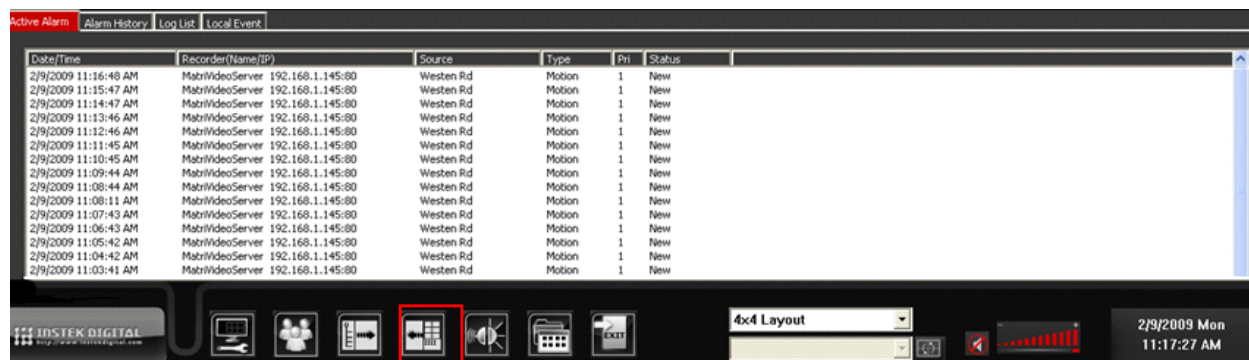 Active Alarm Alarm History Log List Local Event
Date/Time Recorder(Name/IP) Source Type Pri Status
2/9/2009 11:16:48 AM MatriVideoServer 192.168.1.145:80 Westen Rd Motion 1 New
2/9/2009 11:15:47 AM MatriVideoServer 192.168.1.145:80 Westen Rd Motion 1 New
2/9/2009 11:14:47 AM MatriVideoServer 192.168.1.145:80 Westen Rd Motion 1 New
2/9/2009 11:13:46 AM MatriVideoServer 192.168.1.145:80 Westen Rd Motion 1 New
2/9/2009 11:12:46 AM MatriVideoServer 192.168.1.145:80 Westen Rd Motion 1 New
2/9/2009 11:11:45 AM MatriVideoServer 192.168.1.145:80 Westen Rd Motion 1 New
2/9/2009 11:10:45 AM MatriVideoServer 192.168.1.145:80 Westen Rd Motion 1 New
2/9/2009 11:09:44 AM MatriVideoServer 192.168.1.145:80 Westen Rd Motion 1 New
2/9/2009 11:08:44 AM MatriVideoServer 192.168.1.145:80 Westen Rd Motion 1 New
2/9/2009 11:08:11 AM MatriVideoServer 192.168.1.145:80 Westen Rd Motion 1 New
2/9/2009 11:07:43 AM MatriVideoServer 192.168.1.145:80 Westen Rd Motion 1 New
2/9/2009 11:06:43 AM MatriVideoServer 192.168.1.145:80 Westen Rd Motion 1 New
2/9/2009 11:05:42 AM MatriVideoServer 192.168.1.145:80 Westen Rd Motion 1 New
2/9/2009 11:04:42 AM MatriVideoServer 192.168.1.145:80 Westen Rd Motion 1 New
2/9/2009 11:03:41 AM MatriVideoServer 192.168.1.145:80 Westen Rd Motion 1 New
INSTEK DIGITAL
http://www.instekdigital.com
EXIT
4x4 Layout
2/9/2009 Mon
11:17:27 AM